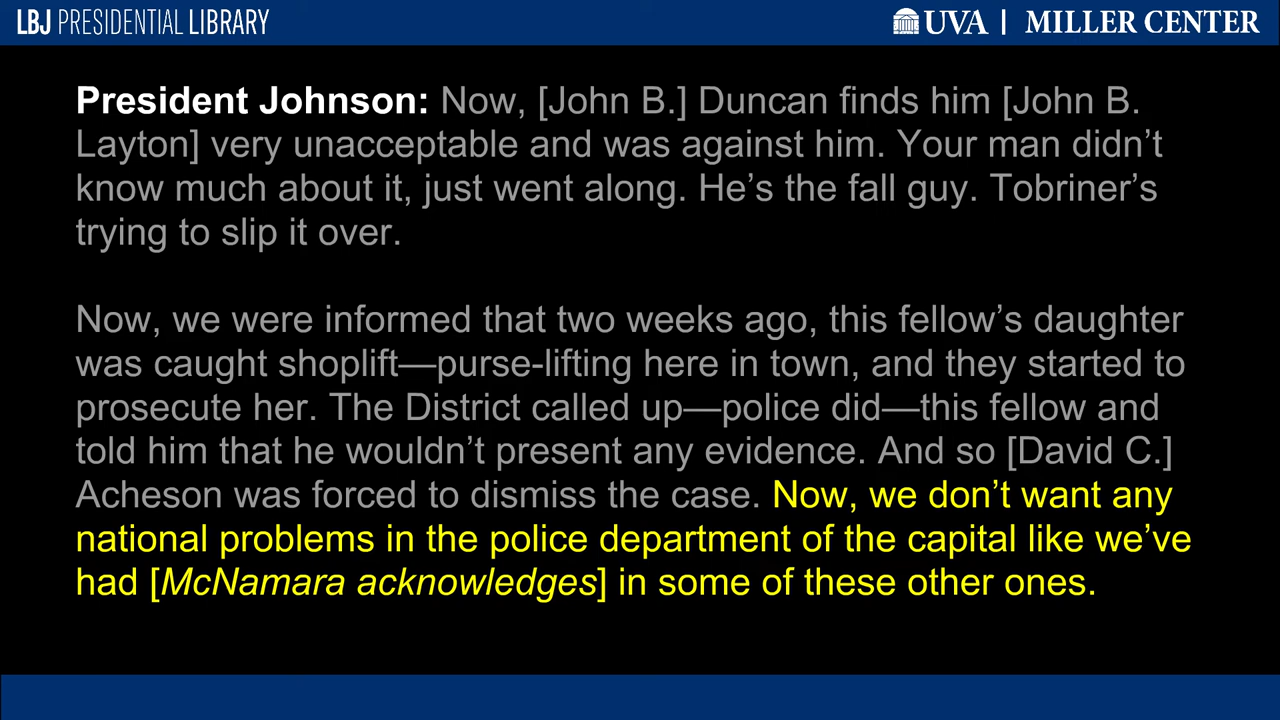 LBJ PRESIDENTIAL LIBRARY
UVA | MILLER CENTER
President Johnson: Now, [John B.] Duncan finds him [John B.
Layton] very unacceptable and was against him. Your man didn’t
know much about it, just went along. He’s the fall guy. Tobriner’s
trying to slip it over.
Now, we were informed that two weeks ago, this fellow’s daughter
was caught shoplift—purse-lifting here in town, and they started to
prosecute her. The District called up—police did—this fellow and
told him that he wouldn’t present any evidence. And so [David C.]
Acheson was forced to dismiss the case. Now, we don’t want any
national problems in the police department of the capital like we’ve
had [McNamara acknowledges] in some of these other ones.